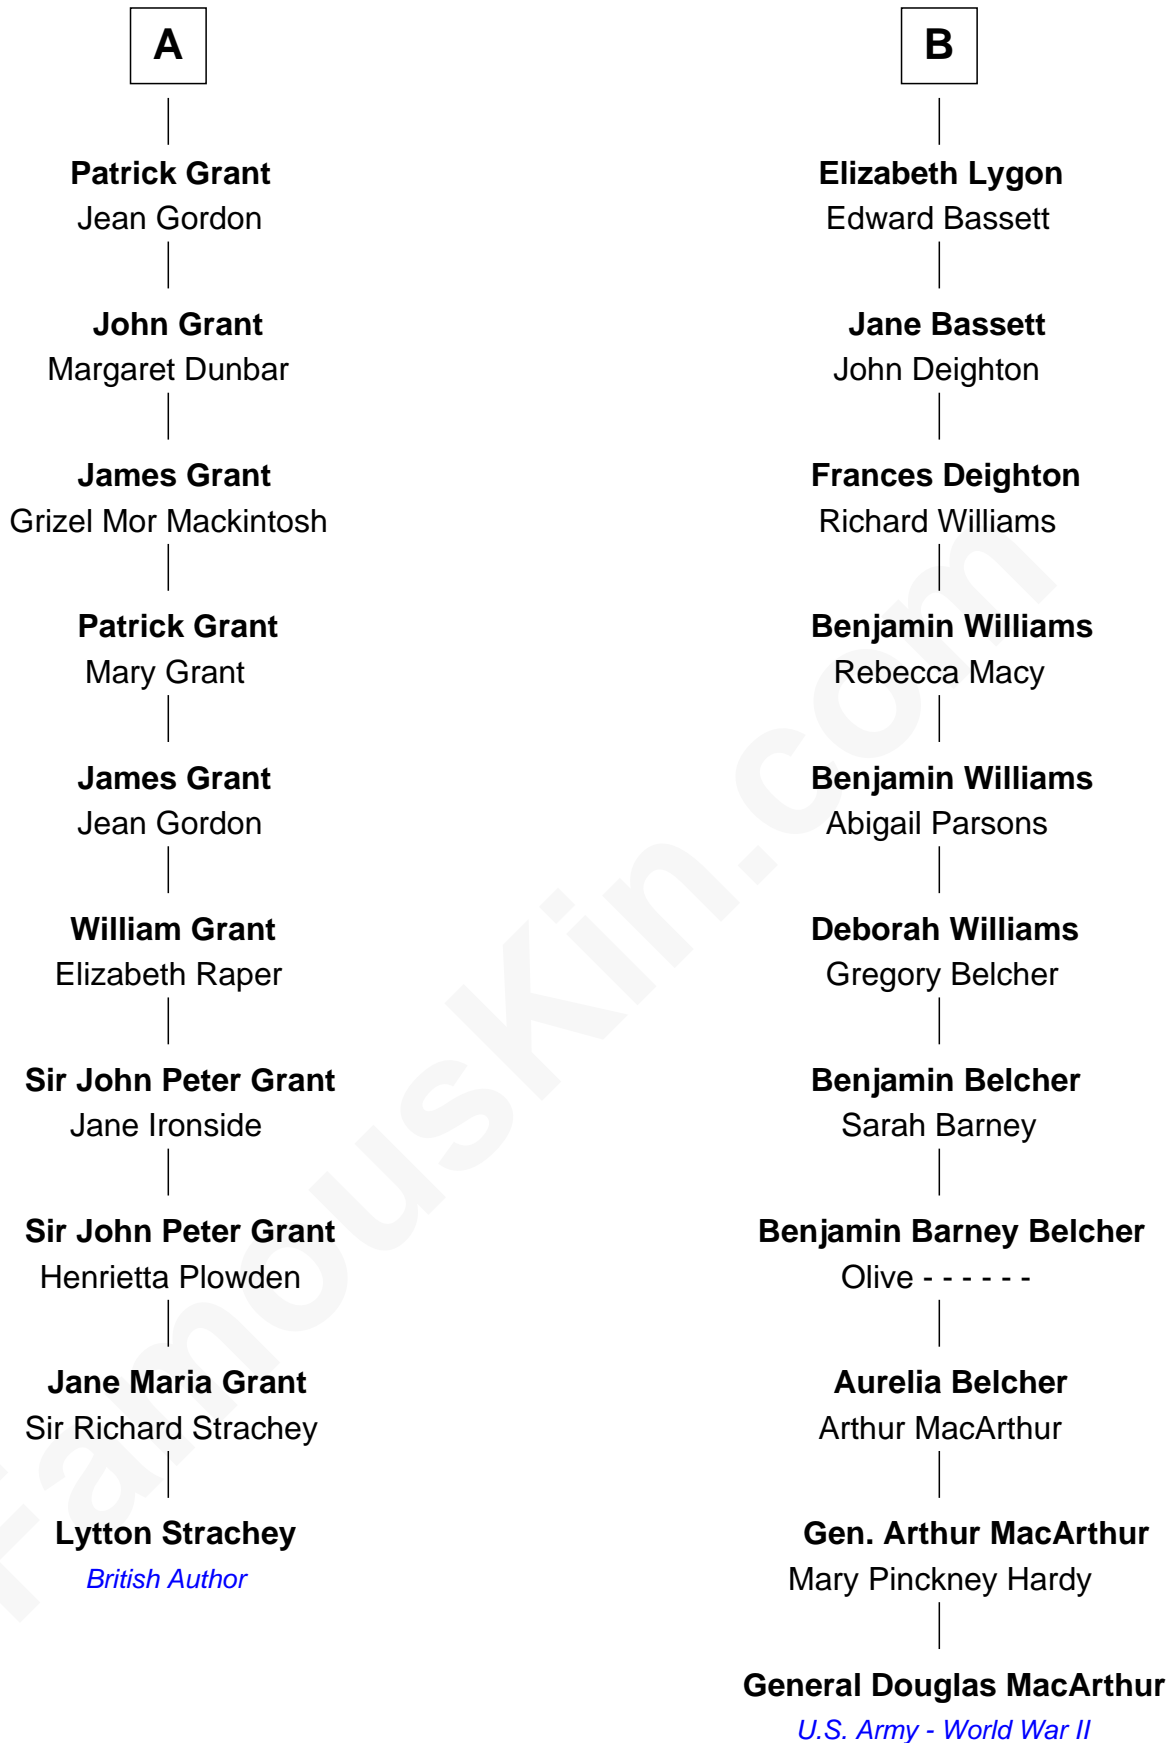 A
Patrick Grant
Jean Gordon
John Grant
Margaret Dunbar
James Grant
Grizel Mor Mackintosh
Patrick Grant
Mary Grant
James Grant
Jean Gordon
William Grant
Elizabeth Raper
Sir John Peter Grant
Jane Ironside
Sir John Peter Grant
Henrietta Plowden
Jane Maria Grant
Sir Richard Strachey
Lytton Strachey
British Author
B
Elizabeth Lygon
Edward Bassett
Jane Bassett
John Deighton
Frances Deighton
Richard Williams
Benjamin Williams
Rebecca Macy
Benjamin Williams
Abigail Parsons
Deborah Williams
Gregory Belcher
Benjamin Belcher
Sarah Barney
Benjamin Barney Belcher
Olive - - - - - -
Aurelia Belcher
Arthur MacArthur
Gen. Arthur MacArthur
Mary Pinckney Hardy
General Douglas MacArthur
U.S. Army - World War II
FamousKin.com